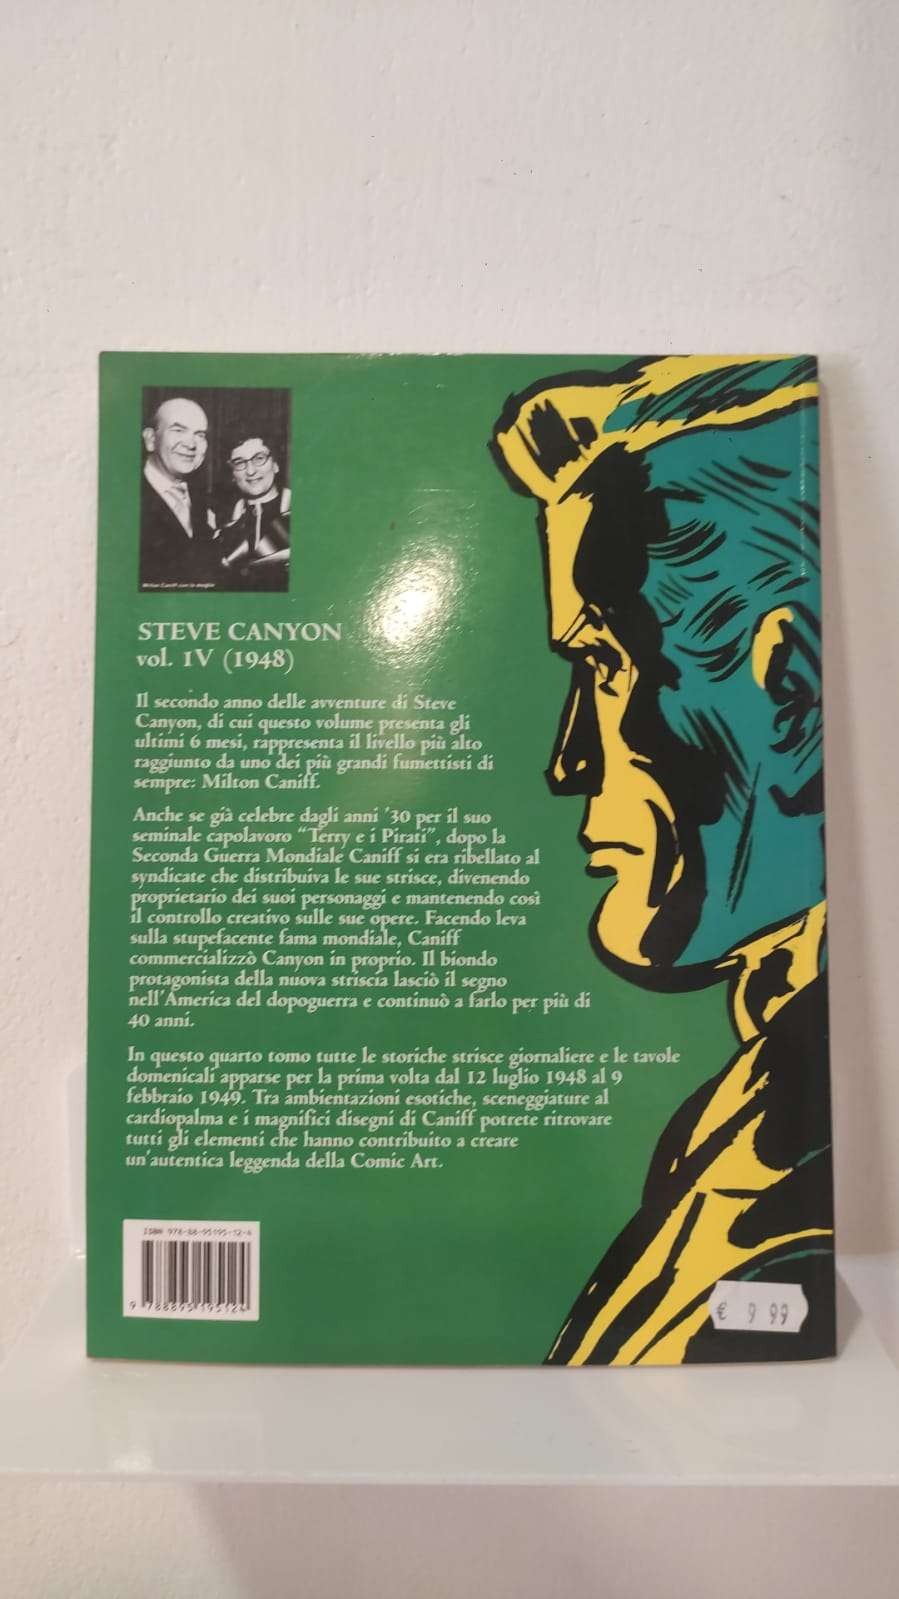 Milton Caniff con la moglie
STEVE CANYON
vol. IV (1948)
Il secondo anno delle avventure di Steve
Canyon, di cui questo volume presenta gli
ultimi 6 mesi, rappresenta il livello più alto
raggiunto da uno dei più grandi fumettisti di
sempre: Milton Caniff.
Anche se già celebre dagli anni '30 per il suo
seminale capolavoro "Terry e i Pirati", dopo la
Seconda Guerra Mondiale Caniff si era ribellato al
syndicate che distribuiva le sue strisce, divenendo
proprietario dei suoi personaggi e mantenendo così
il controllo creativo sulle sue opere. Facendo leva
sulla stupefacente fama mondiale, Caniff
commercializzò Canyon in proprio. Il biondo
protagonista della nuova striscia lasciò il segno
nell'America del dopoguerra e continuò a farlo per più di
40 anni.
In questo quarto tomo tutte le storiche strisce giornaliere e le tavole
domenicali apparse per la prima volta dal 12 luglio 1948 al 9
febbraio 1949. Tra ambientazioni esotiche, sceneggiature al
cardiopalma e i magnifici disegni di Caniff potrete ritrovare
tutti gli elementi che hanno contribuito a creare
un'autentica leggenda della Comic Art.
ISBN 978-88-95195-12-4
9 788895 195124
€ 9 99